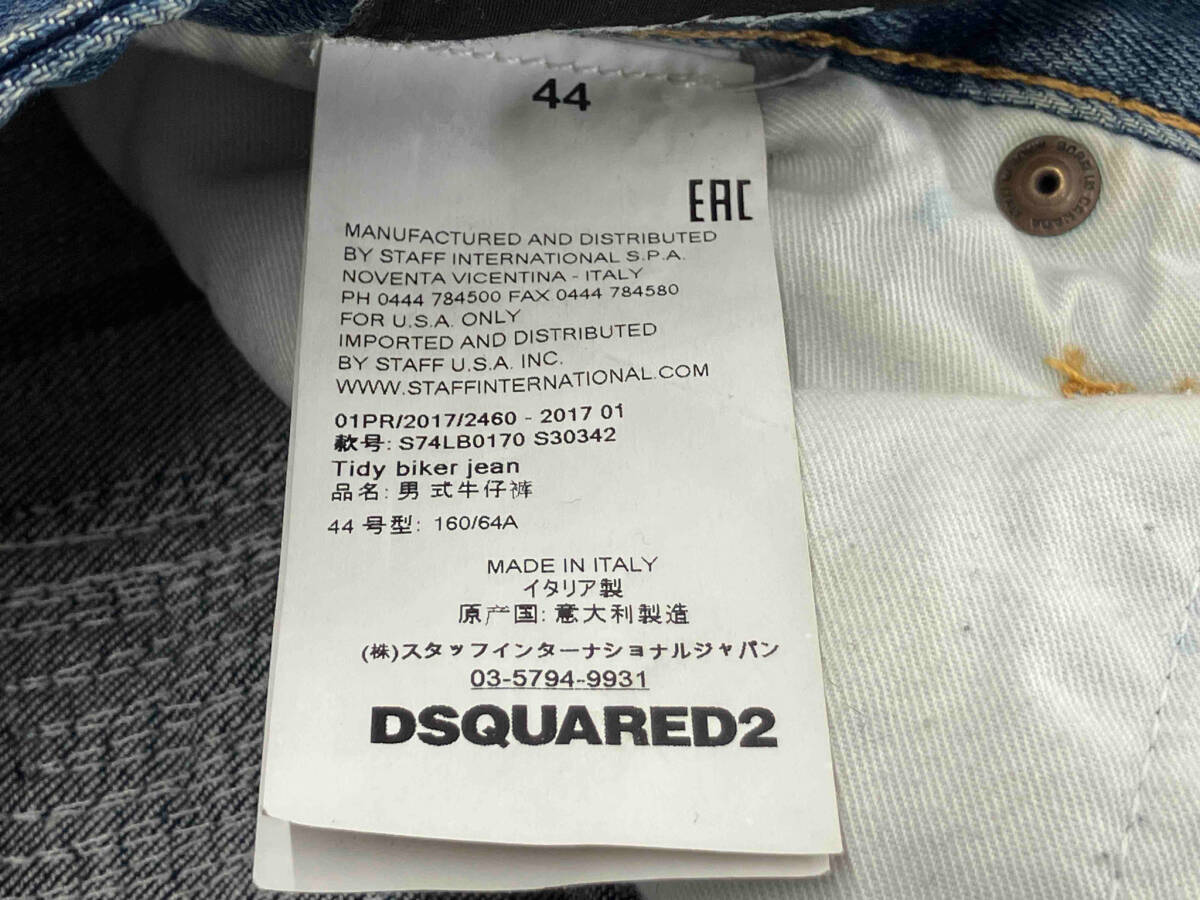 44
EAC
MANUFACTURED AND DISTRIBUTED
BY STAFF INTERNATIONAL S.P.A.
NOVENTA VICENTINA - ITALY
PH 0444 784500 FAX 0444 784580
FOR U.S.A. ONLY
IMPORTED AND DISTRIBUTED
BY STAFF U.S.A. INC.
WWW.STAFFINTERNATIONAL.COM
01PR/2017/2460 - 2017 01
款号: S74LB0170 S30342
Tidy biker jean
品名: 男 式牛仔裤
44 号型: 160/64A
MADE IN ITALY
イタリア製
原产国: 意大利製造
(株)スタッフインターナショナルジャパン
03-5794-9931
DSQUARED2